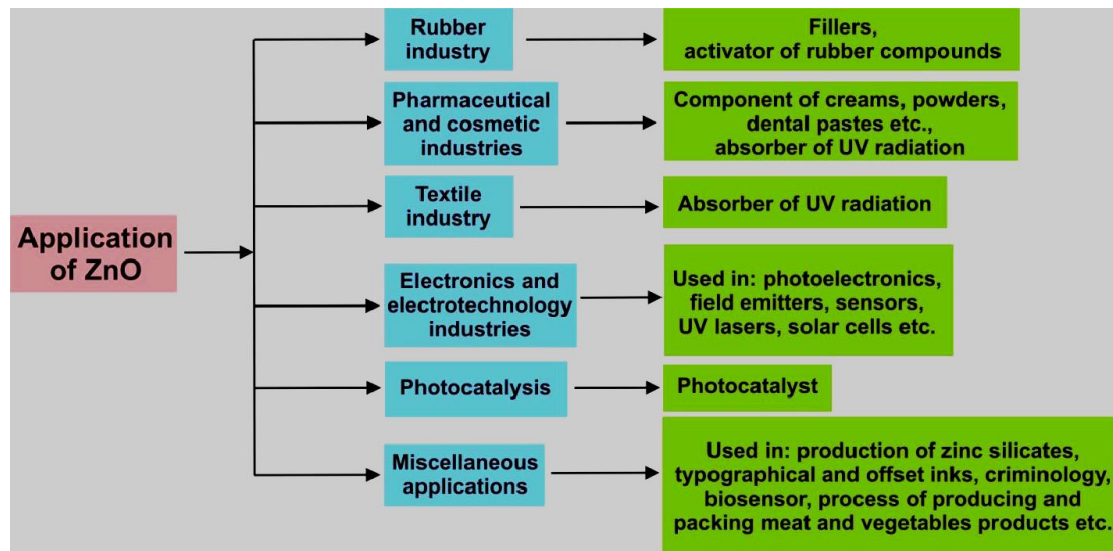 Application
of ZnO
Rubber
industry
Fillers,
activator of rubber compounds
Pharmaceutical
and cosmetic
industries
Component of creams, powders,
dental pastes etc.,
absorber of UV radiation
Textile
industry
Absorber of UV radiation
Electronics and
electrotechnology
industries
Used in: photoelectronics,
field emitters, sensors,
UV lasers, solar cells etc.
Photocatalysis
Photocatalyst
Miscellaneous
applications
Used in: production of zinc silicates,
typographical and offset inks, criminology,
biosensor, process of producing and
packing meat and vegetables products etc.